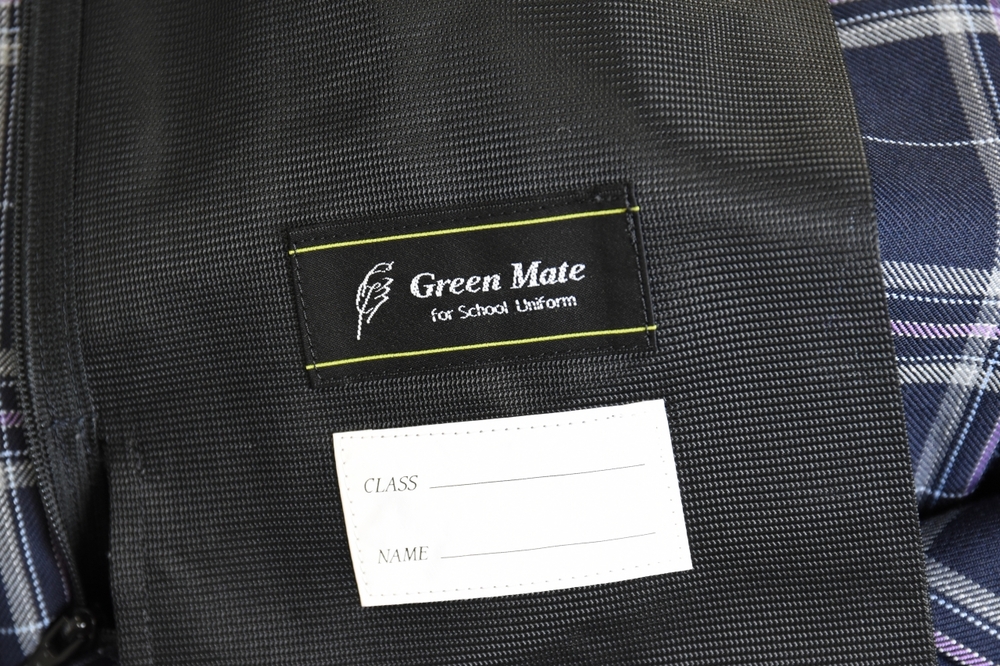 Green Mate
for School Uniform
CLASS
NAME